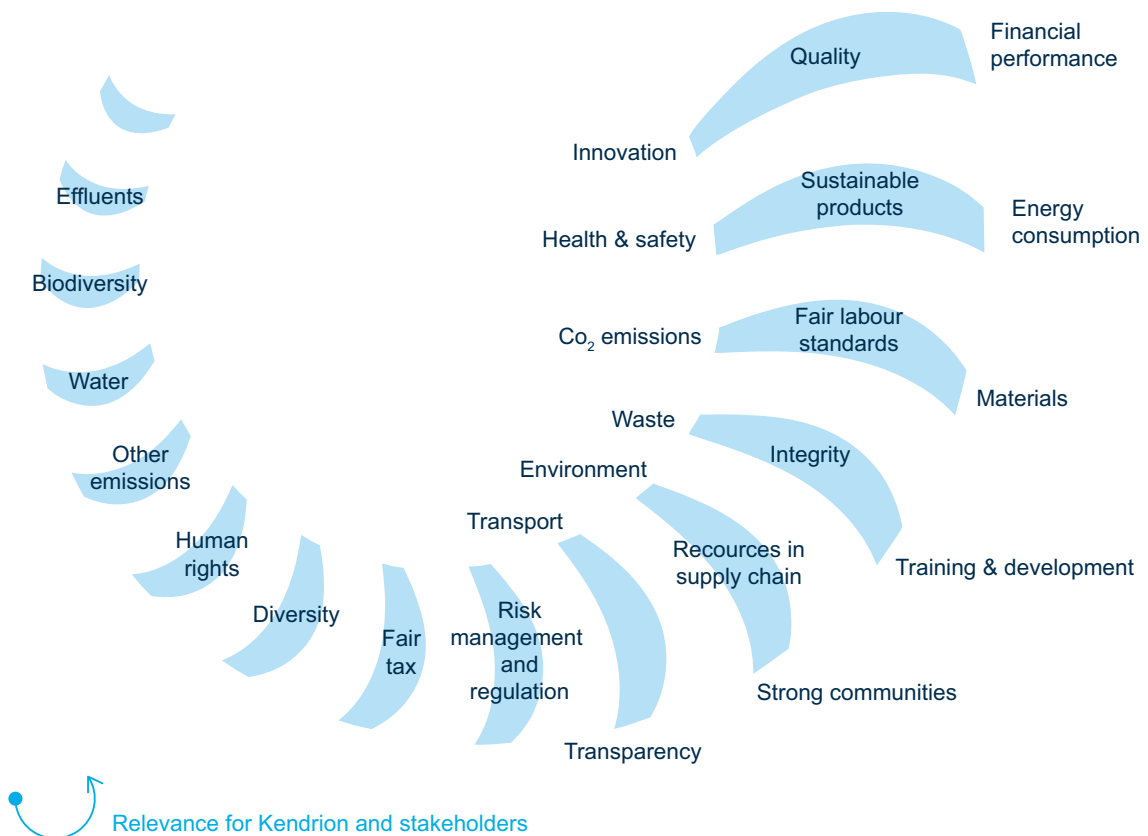 Financial
performance
Quality
Innovation
Sustainable
products
Effluents
Energy
consumption
Health & safety
Biodiversity
Fair labour
standards
Co₂ emissions
Water
Materials
Waste
Other
emissions
Integrity
Environment
Transport
Human
rights
Recources in
supply chain
Training & development
Diversity
Risk
management
and
regulation
Fair
tax
Strong communities
Transparency
Relevance for Kendrion and stakeholders